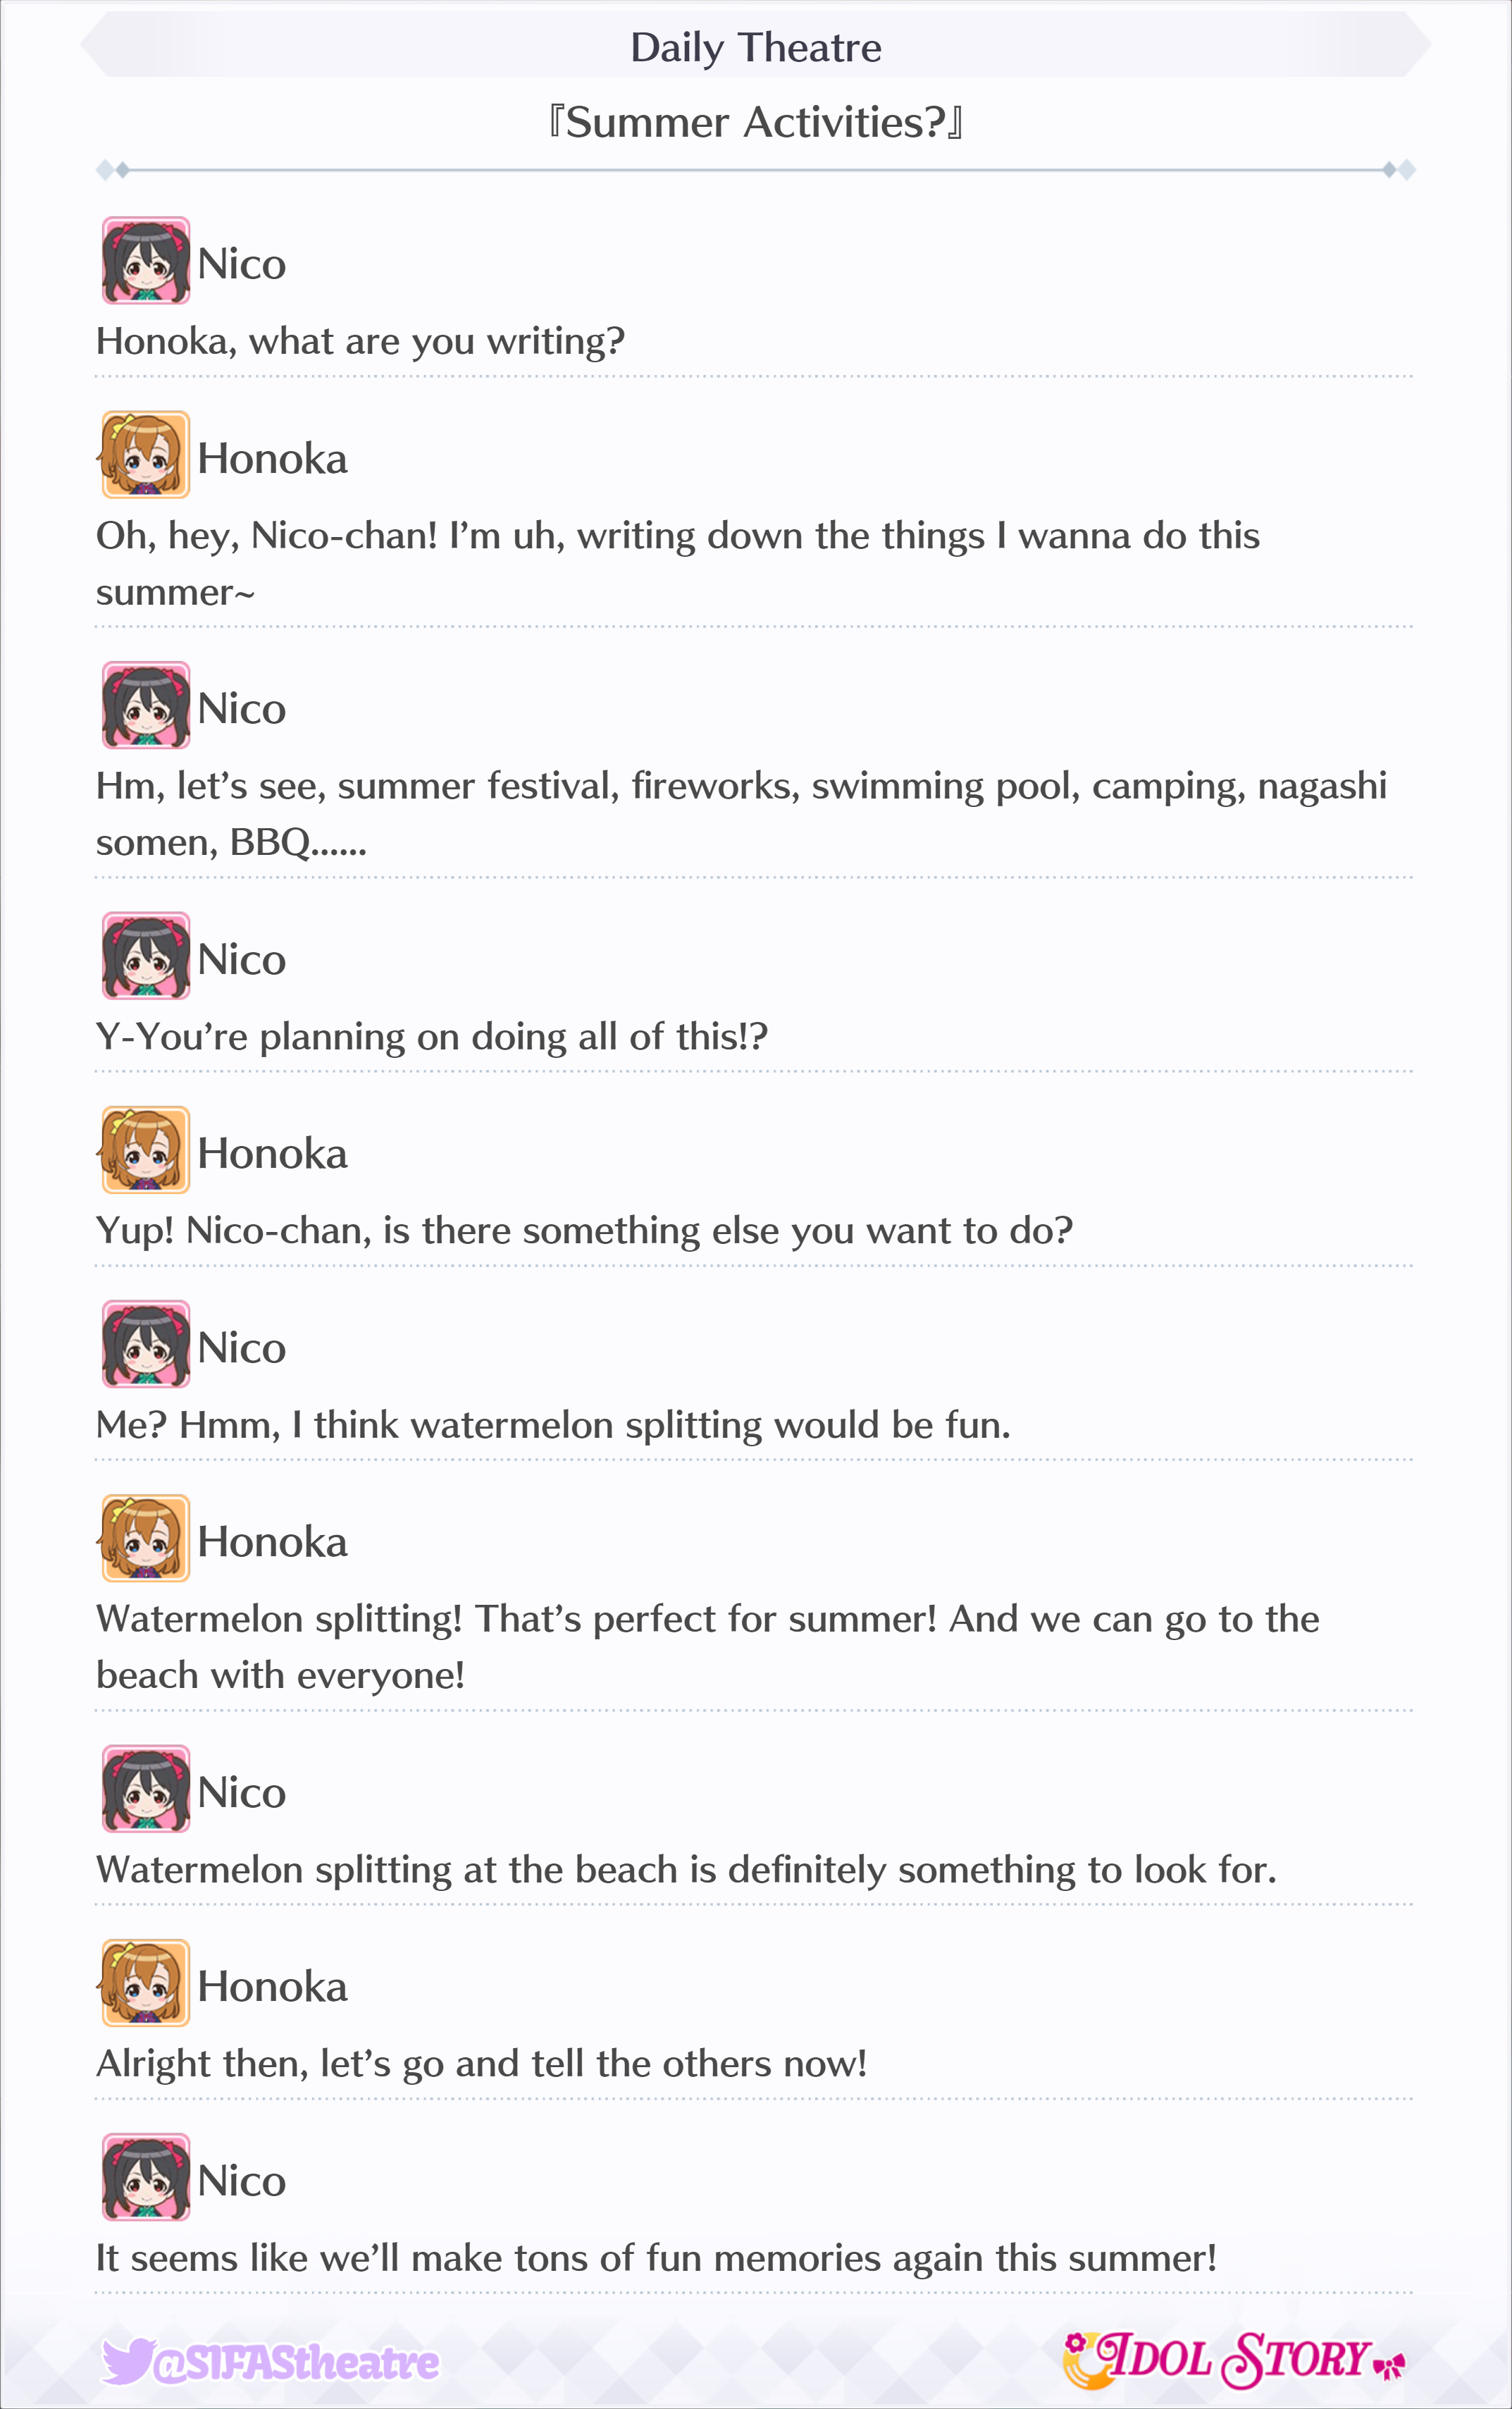 Daily Theatre
『Summer Activities?』
Nico
Honoka, what are you writing?
Honoka
Oh, hey, Nico-chan! I’m uh, writing down the things I wanna do this
summer~
Nico
Hm, let’s see, summer festival, fireworks, swimming pool, camping, nagashi
somen, BBQ......
Nico
Y-You’re planning on doing all of this!?
Honoka
Yup! Nico-chan, is there something else you want to do?
Nico
Me? Hmm, I think watermelon splitting would be fun.
Honoka
Watermelon splitting! That’s perfect for summer! And we can go to the
beach with everyone!
Nico
Watermelon splitting at the beach is definitely something to look for.
Honoka
Alright then, let’s go and tell the others now!
Nico
It seems like we’ll make tons of fun memories again this summer!
@SIFAStheatre
IDOL STORY